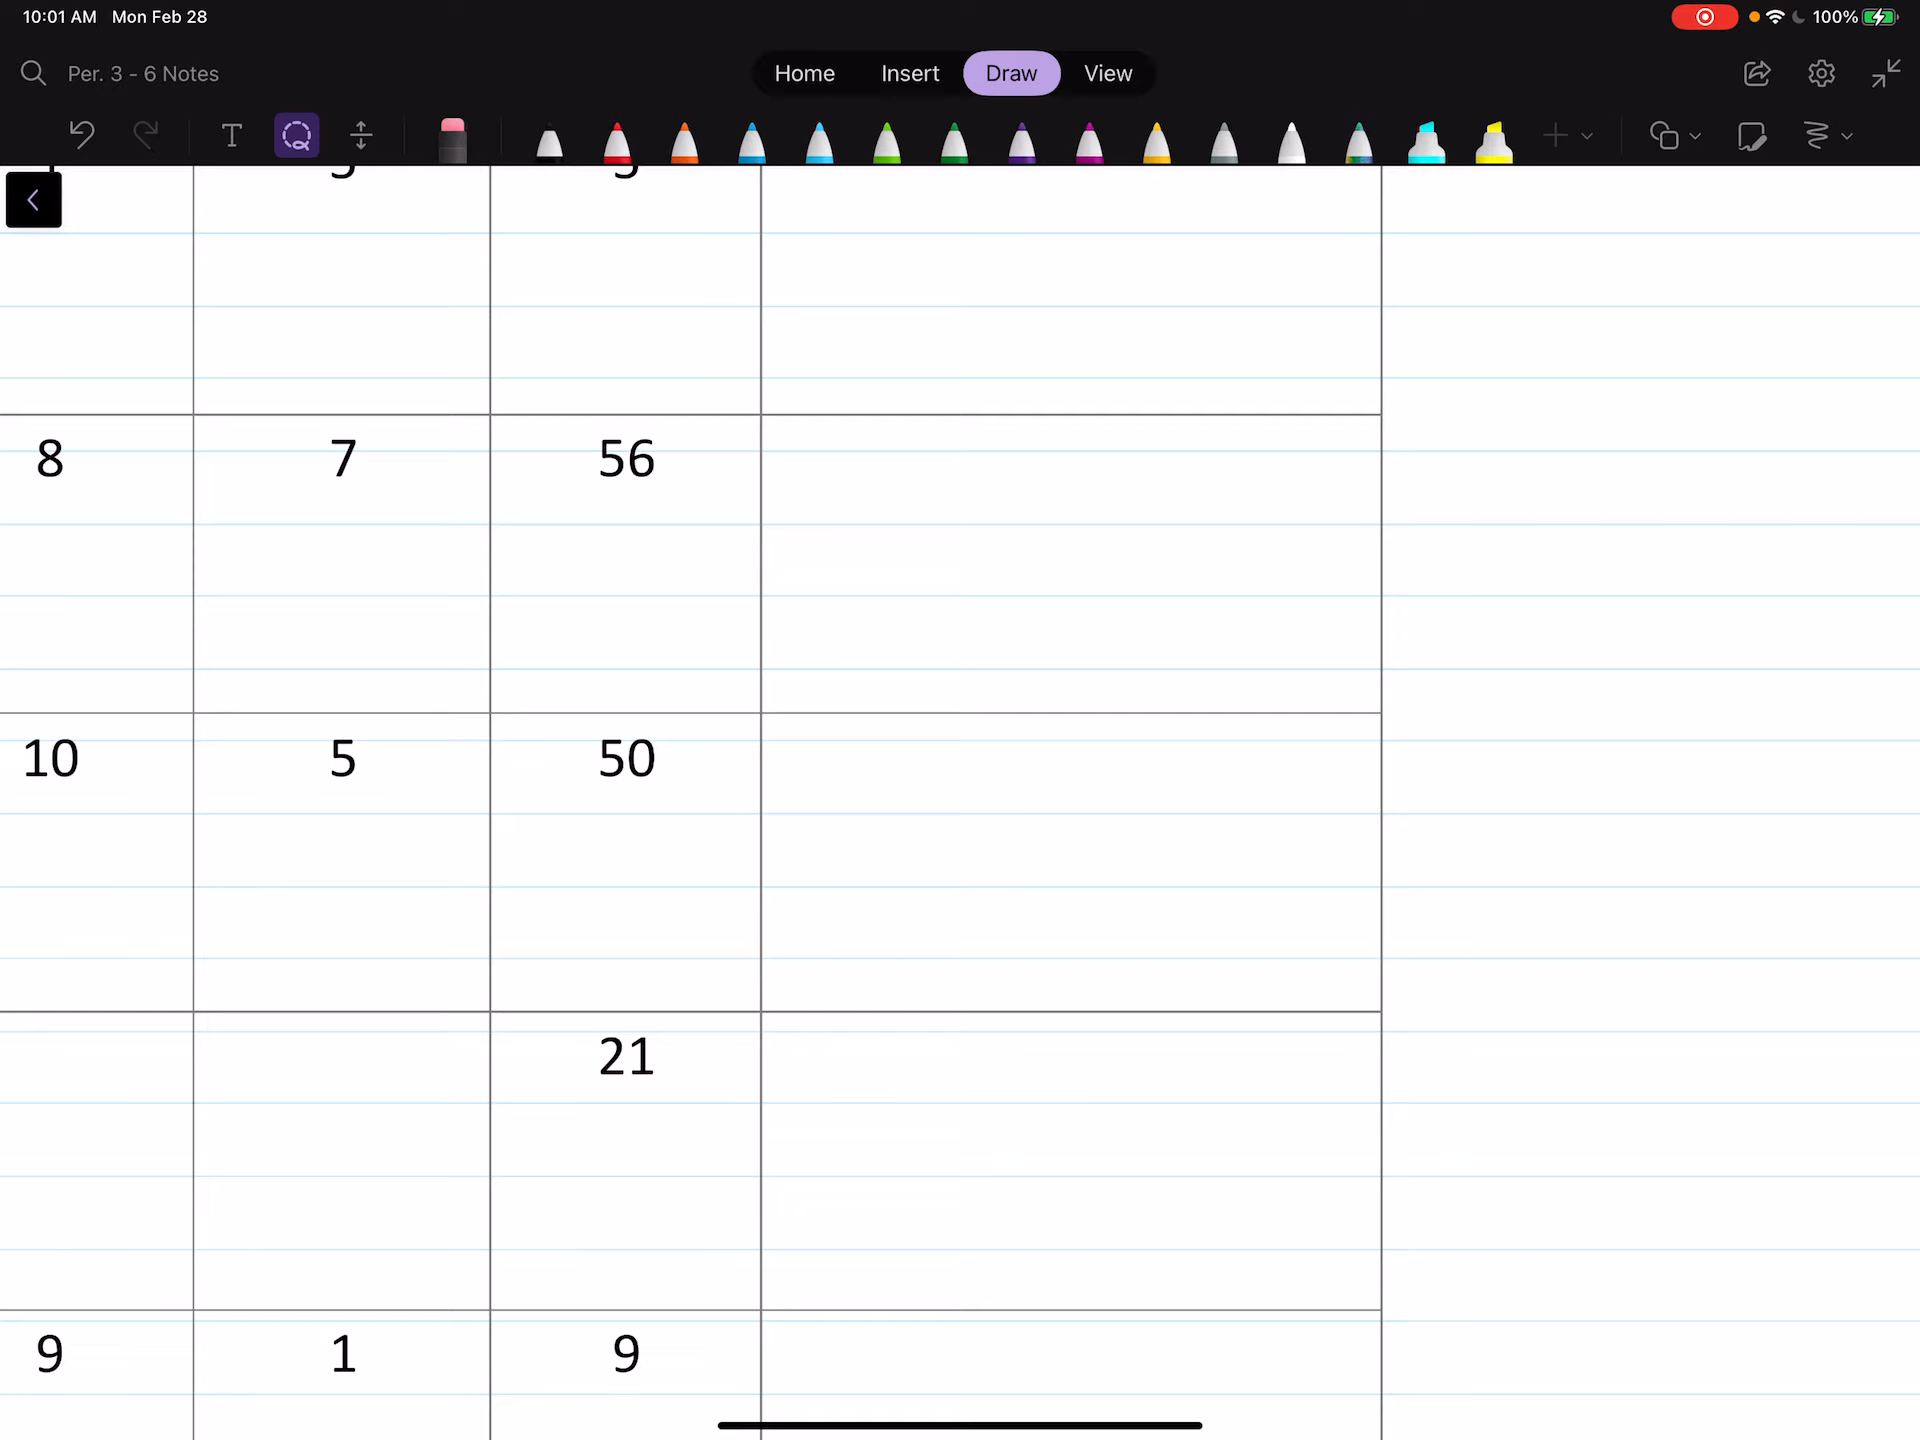 10:01 AM Mon Feb 28
100%
Per. 3 - 6 Notes
Home Insert Draw View
T
8 7 56
10 5 50
21
9 1 9